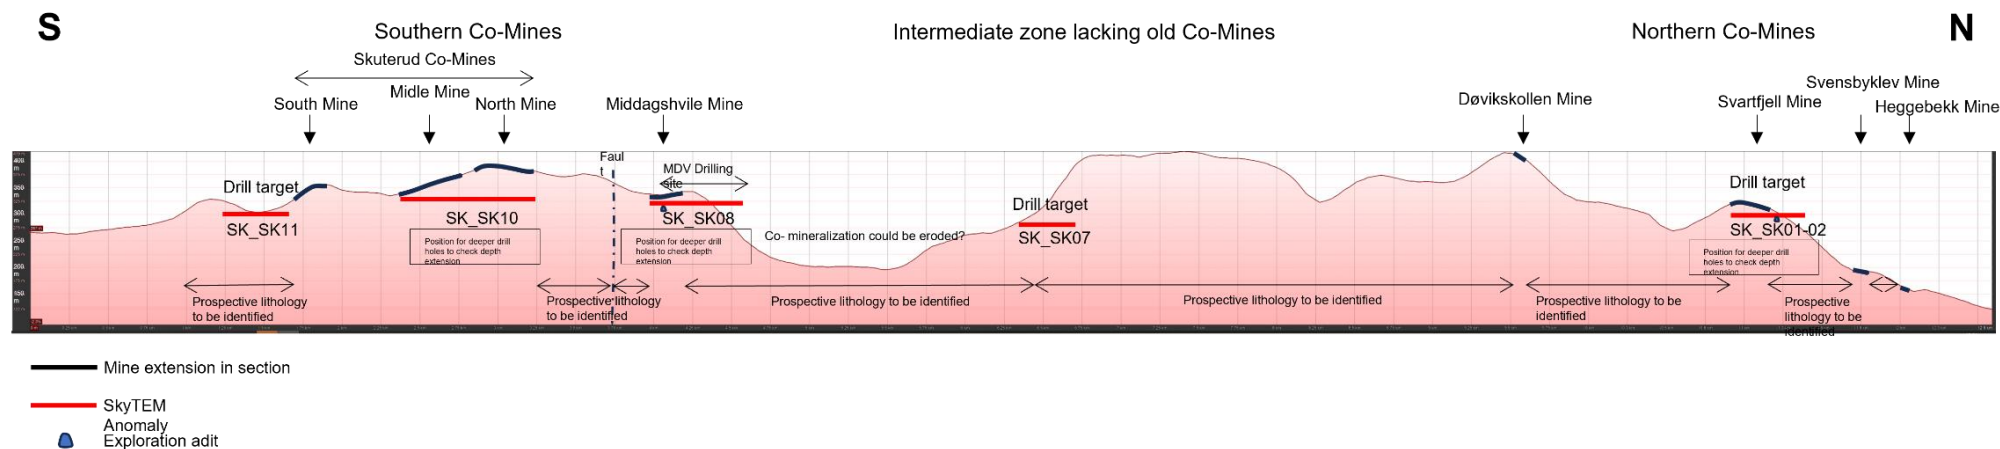 S
Southern Co-Mines
Intermediate zone lacking old Co-Mines
Northern Co-Mines
N
Skuterud Co-Mines
South Mine
Midle Mine
North Mine
Middagshvile Mine
Døvikskollen Mine
Svartfjell Mine
Svensbyklev Mine
Heggebekk Mine
Faul
t
MDV Drilling
site
Drill target
SK_SK11
SK_SK10
Position for deeper drill
holes to check depth
extension
SK_SK08
Position for deeper drill
holes to check depth
extension
Co- mineralization could be eroded?
Drill target
SK_SK07
Drill target
SK_SK01-02
Position for deeper drill
holes to check depth
extension
Prospective lithology
to be identified
Prospective lithology
to be identified
Prospective lithology to be identified
Prospective lithology to be identified
Prospective lithology to be
identified
Prospective
lithology to be
identified
Mine extension in section
SkyTEM
Anomaly
Exploration adit